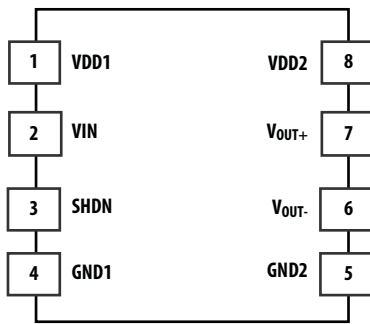 1 VDD1 VDD2 8
2 VIN VOUT+ 7
3 SHDN VOUT- 6
4 GND1 GND2 5